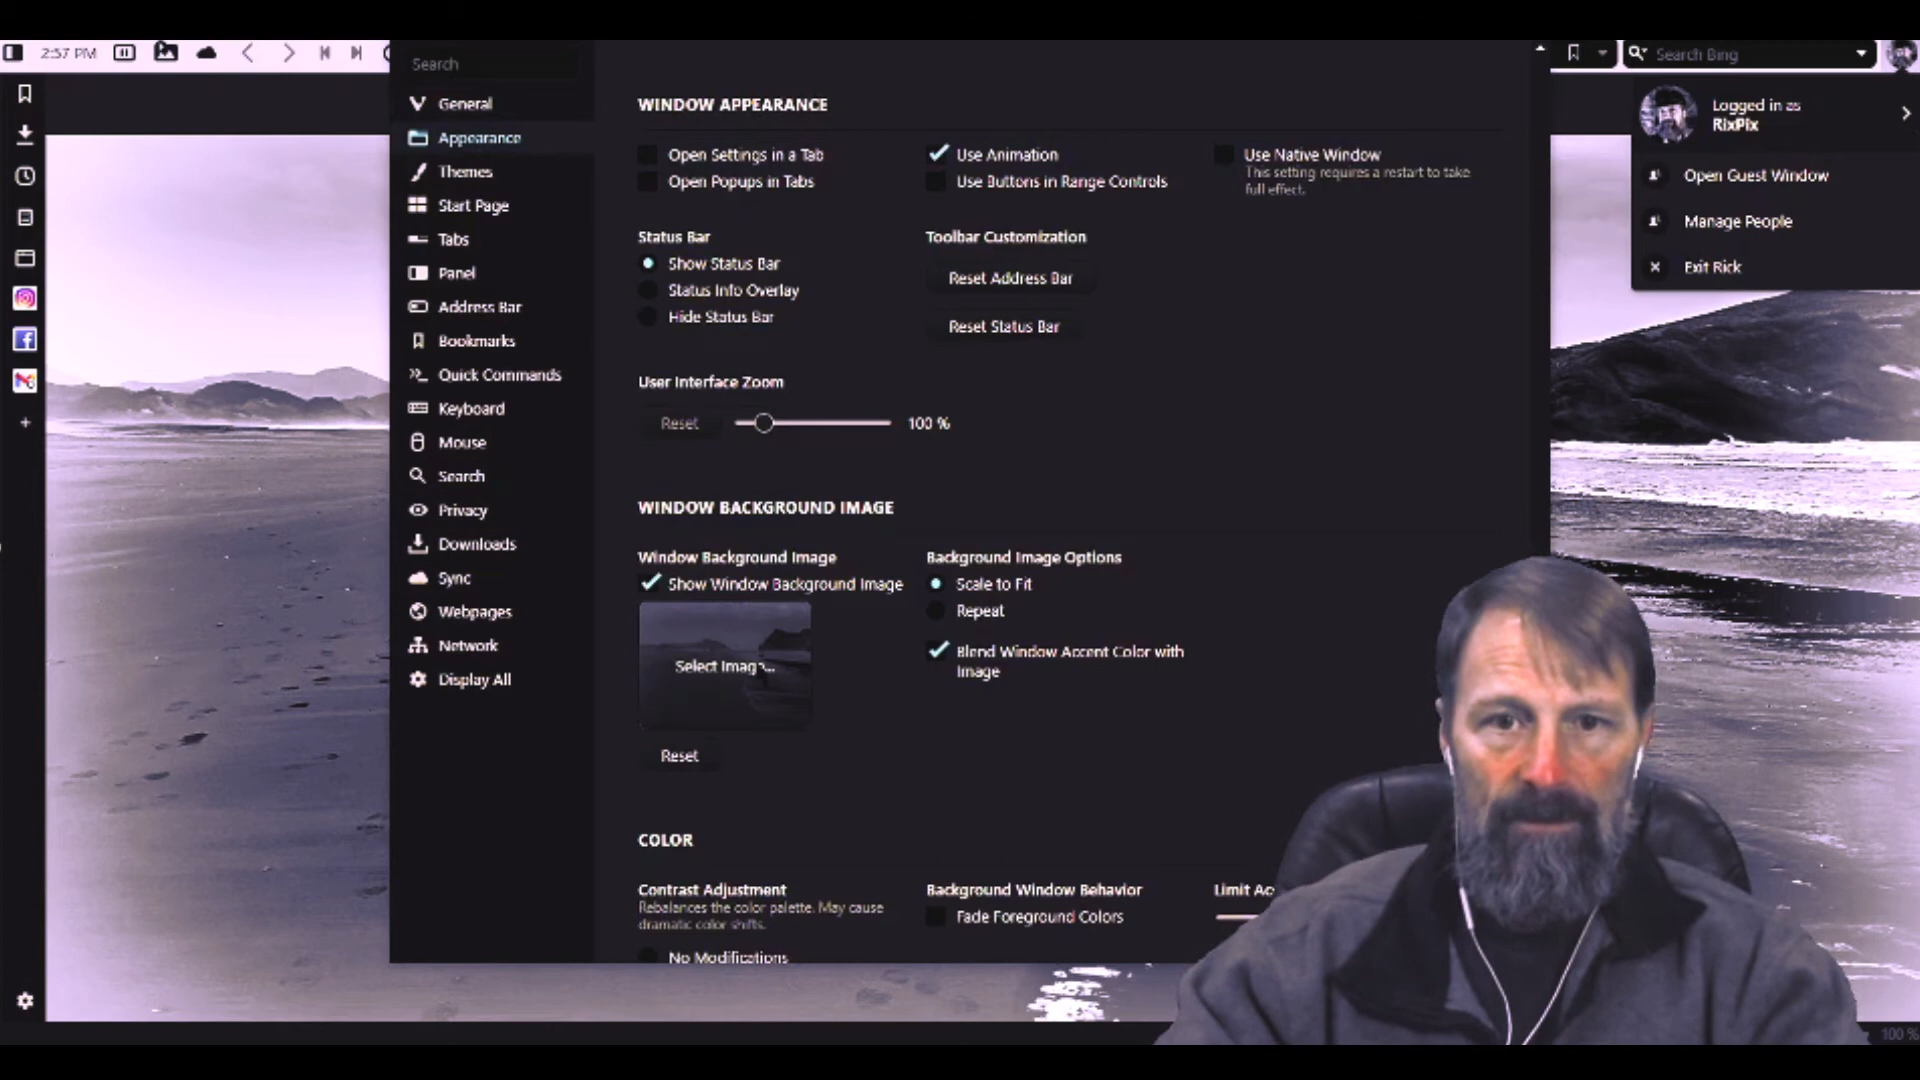 2:57 PM
Search
Search Bing
General
Appearance
Themes
Start Page
Tabs
Panel
Address Bar
Bookmarks
Quick Commands
Keyboard
Mouse
Search
Privacy
Downloads
Sync
Webpages
Network
Display All
WINDOW APPEARANCE
Open Settings in a Tab
Open Popups in Tabs
Use Animation
Use Buttons in Range Controls
Use Native Window
This setting requires a restart to take
full effect.
Status Bar
Show Status Bar
Status Info Overlay
Hide Status Bar
Toolbar Customization
Reset Address Bar
Reset Status Bar
User Interface Zoom
Reset
100 %
WINDOW BACKGROUND IMAGE
Window Background Image
Show Window Background Image
Select Image...
Reset
Background Image Options
Scale to Fit
Repeat
Blend Window Accent Color with
Image
COLOR
Contrast Adjustment
Rebalances the color palette. May cause
dramatic color shifts.
No Modifications
Background Window Behavior
Fade Foreground Colors
Limit Ac
Logged in as
RixPix
Open Guest Window
Manage People
Exit Rick
100 %